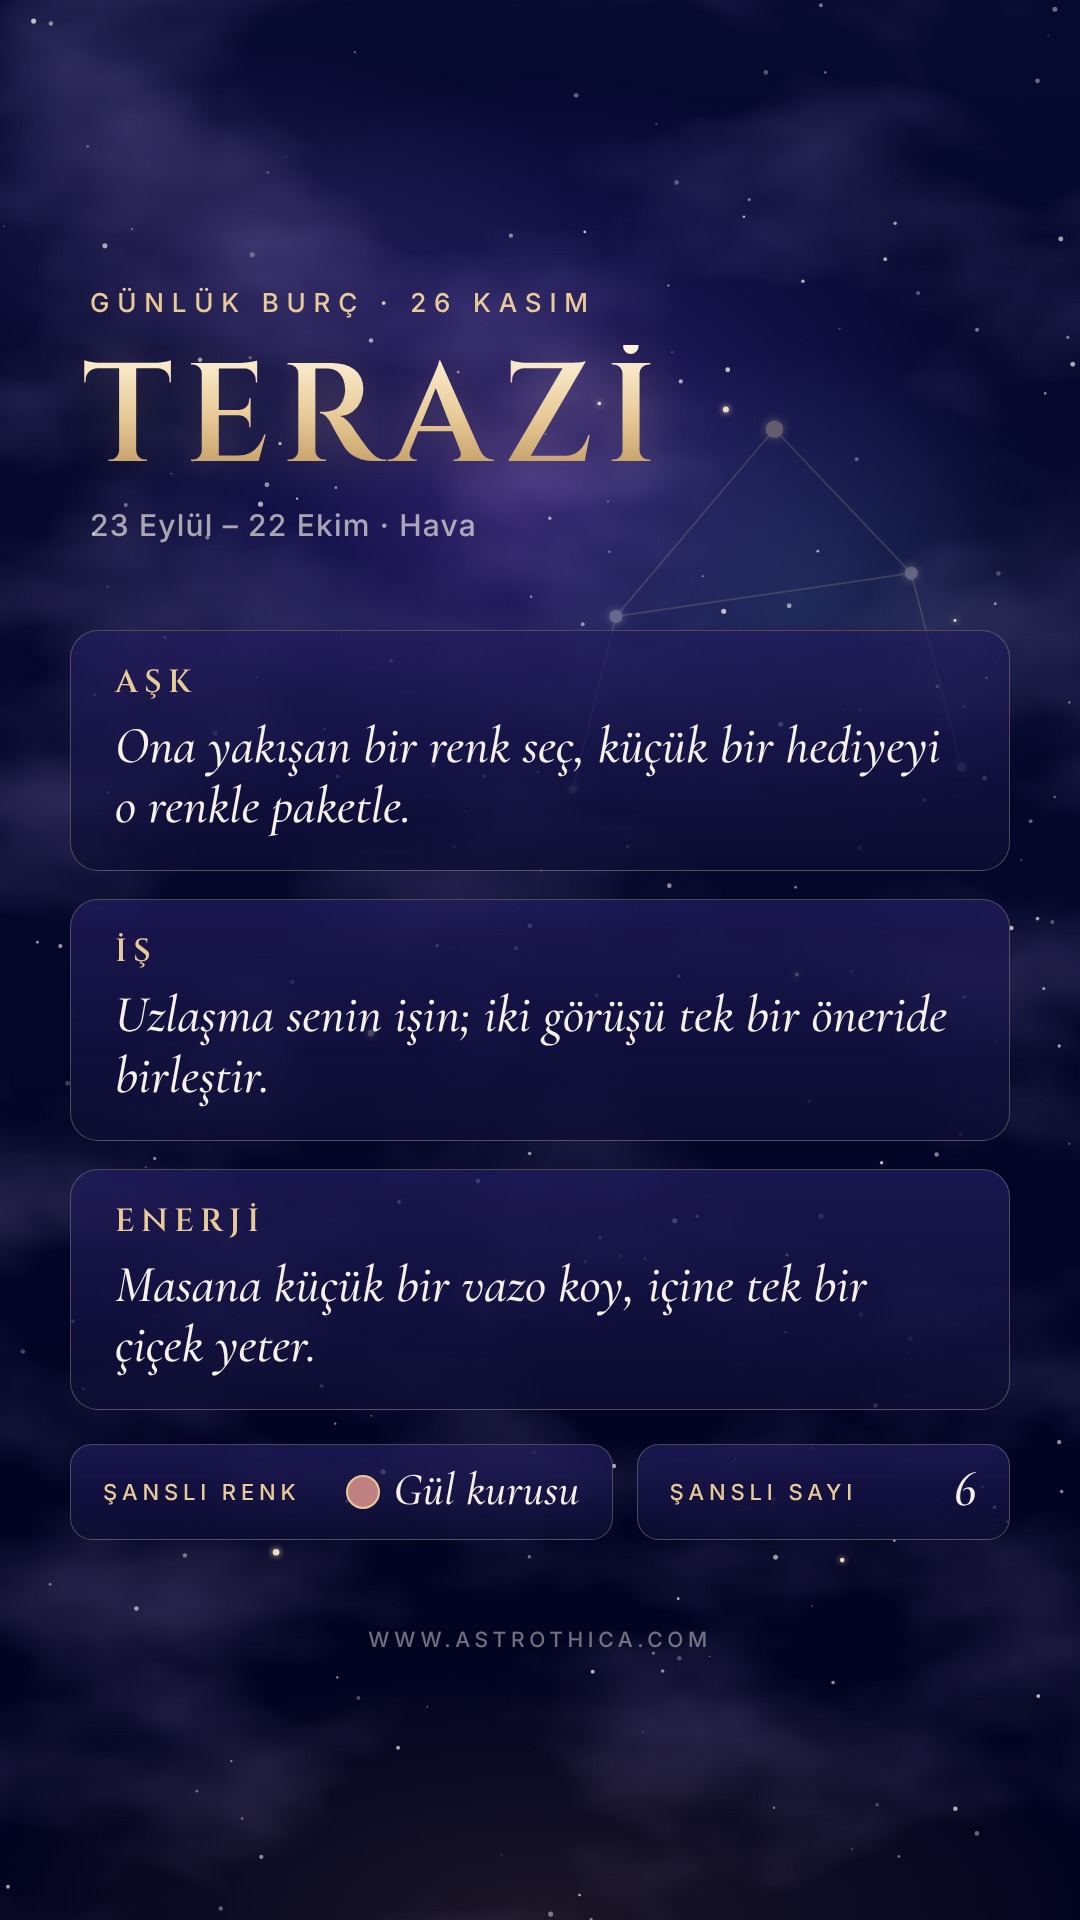 GÜNLÜK BURÇ · 26 KASIM
TERAZİ
23 Eylül – 22 Ekim · Hava
AŞK
Ona yakışan bir renk seç, küçük bir hediyeyi
o renkle paketle.
İŞ
Uzlaşma senin işin; iki görüşü tek bir öneride
birleştir.
ENERJİ
Masana küçük bir vazo koy, içine tek bir
çiçek yeter.
ŞANSLI RENK Gül kurusu
ŞANSLI SAYI 6
WWW.ASTROTHICA.COM